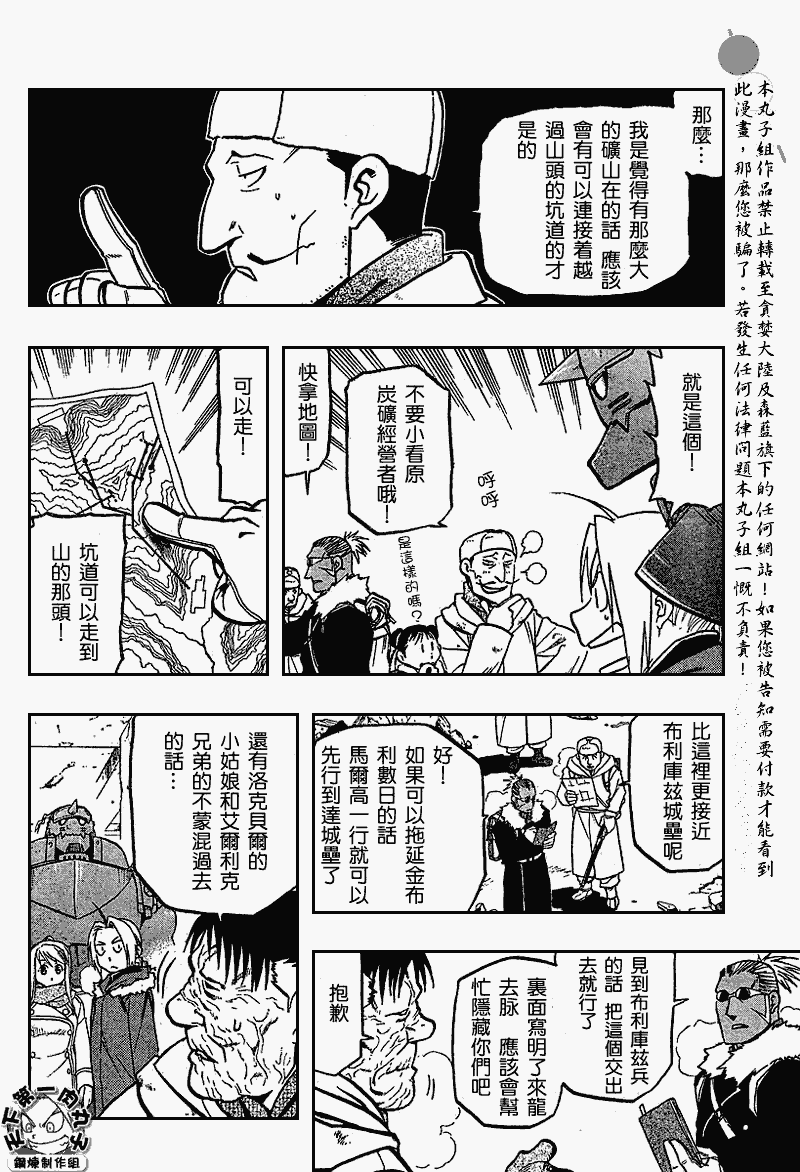 那麼…
我是覺得有那麼大
的礦山在的話 應該
會有可以連接着越
過山頭的坑道的才
是的
就是這個！
呼呼
不要小看原
炭礦經營者哦！
是這樣的嗎？
快拿地圖！
可以走！
坑道可以走到
山的那頭！
比這裡更接近
布利庫茲城壘呢
好！
如果可以拖延金布
利數日的話
馬爾高一行就可以
先行到達城壘了
還有洛克貝爾的
小姑娘和艾爾利克
兄弟的不蒙混過去
的話…
見到布利庫茲兵
的話 把這個交出
去就行了
裏面寫明了來龍
去脉 應該會幫
忙隱藏你們吧
抱歉
本丸子組作品禁止轉載至貪婪大陸及森藍旗下的任何網站！如果您被告知需要付款才能看到
此漫畫，那麼您被騙了。若發生任何法律问題本丸子組一慨不負責！
天下第一肉丸子
鋼煉制作組